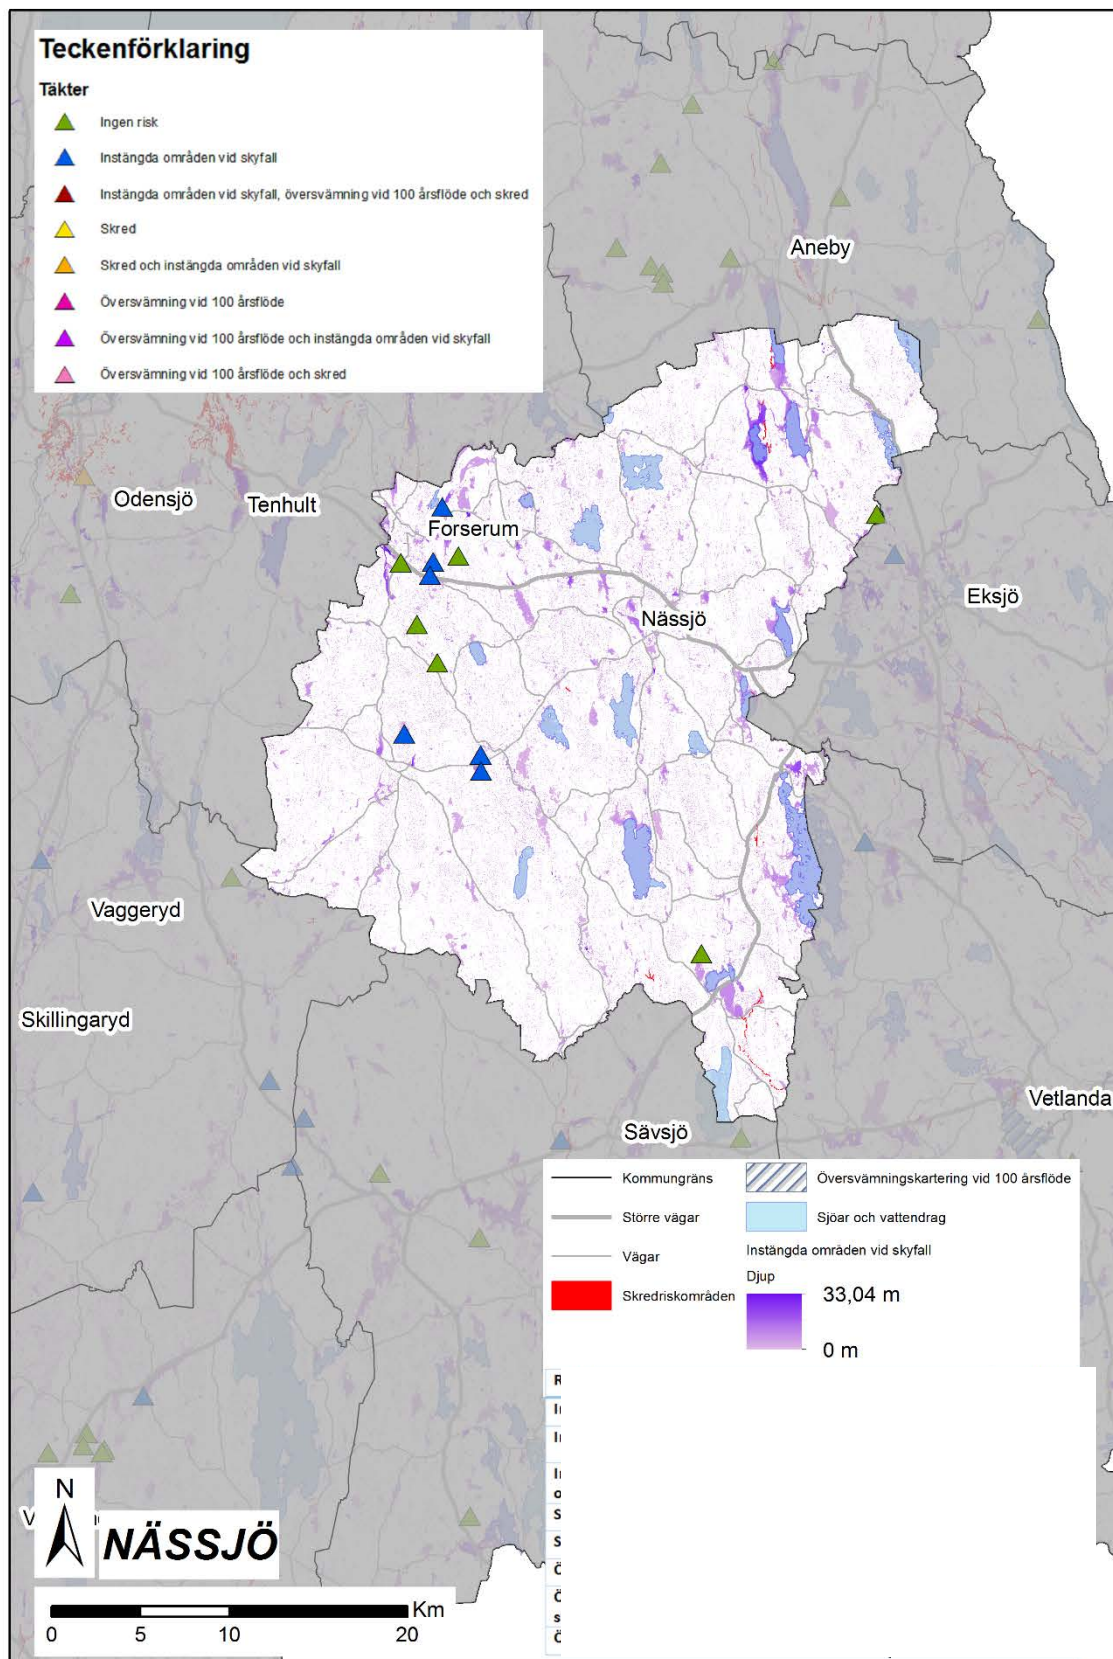 Teckenförklaring
Täkter
Ingen risk
Instängda områden vid skyfall
Instängda områden vid skyfall, översvämning vid 100 årsflöde och skred
Skred
Skred och instängda områden vid skyfall
Översvämning vid 100 årsflöde
Översvämning vid 100 årsflöde och instängda områden vid skyfall
Översvämning vid 100 årsflöde och skred
Aneby
Odensjö
Tenhult
Forserum
Eksjö
Nässjö
Vaggeryd
Skillingaryd
Vetlanda
Sävsjö
Kommungräns
Större vägar
Vägar
Skredriskområden
Översvämningskartering vid 100 årsflöde
Sjöar och vattendrag
Instängda områden vid skyfall
Djup
33,04 m
0 m
N
NÄSSJÖ
Km
0 5 10 20